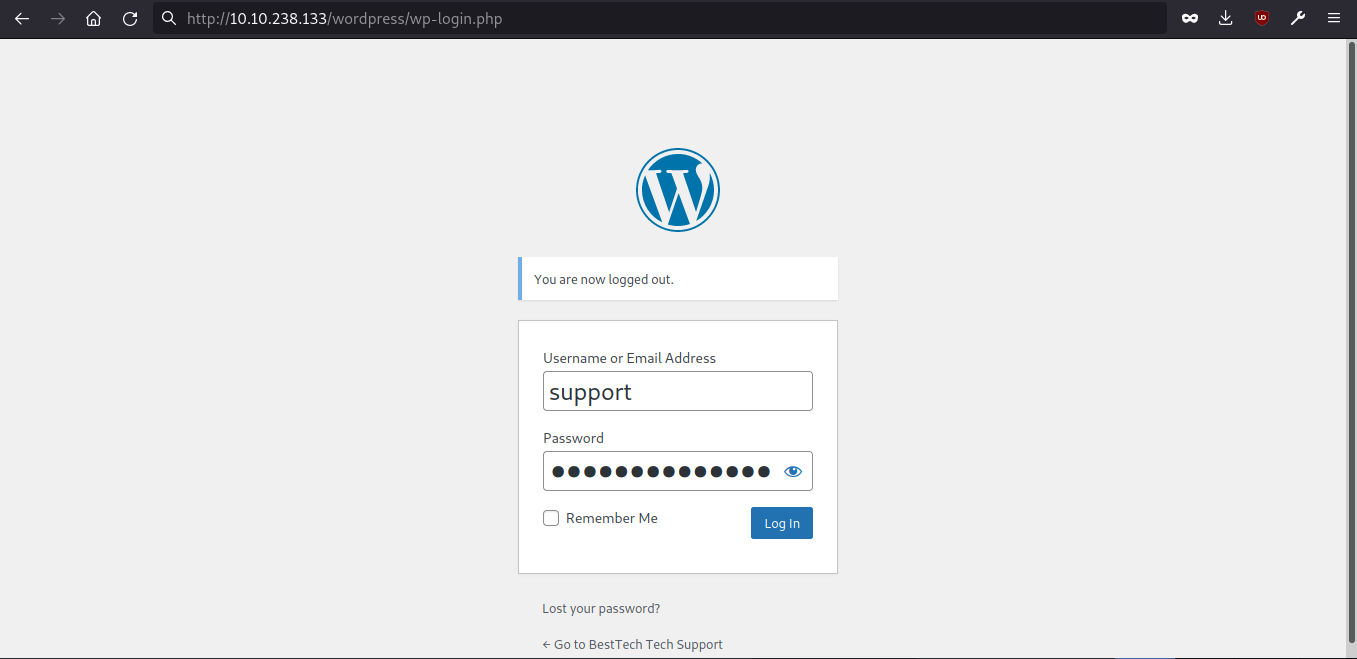 http://10.10.238.133/wordpress/wp-login.php
You are now logged out.
Username or Email Address
support
Password
Remember Me
Log In
Lost your password?
← Go to BestTech Tech Support